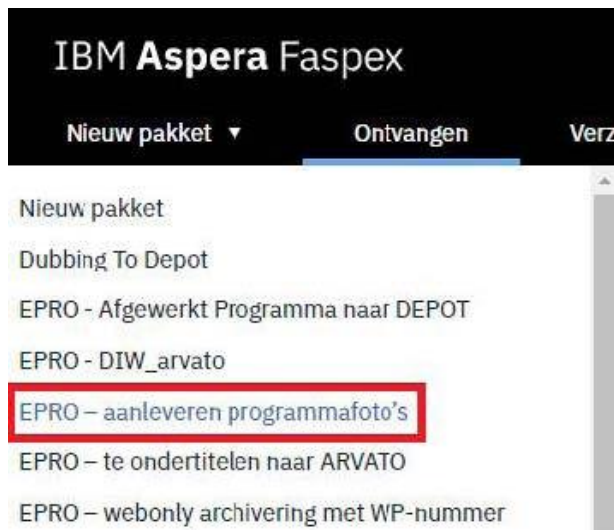 IBM Aspera Faspex
Nieuw pakket ▼ Ontvangen Verz
Nieuw pakket
Dubbing To Depot
EPRO - Afgewerkt Programma naar DEPOT
EPRO - DIW_arvato
EPRO – aanleveren programmafoto's
EPRO – te ondertitelen naar ARVATO
EPRO – webonly archivering met WP-nummer